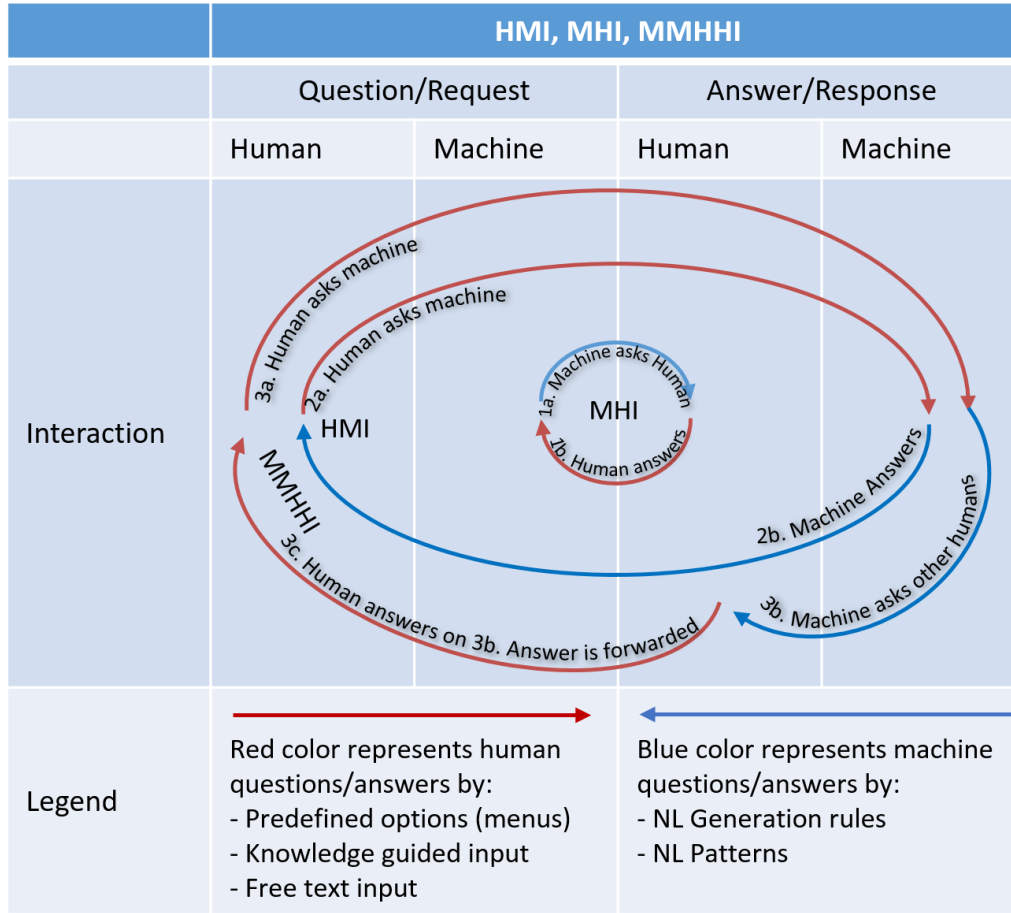 HMI, MHI, MMHHI
Question/Request
Answer/Response
Human
Machine
Human
Machine
Interaction
3a. Human asks machine
2a. Human asks machine
1a. Machine asks Human
MHI
1b. Human answers
HMI
MMHHI
2b. Machine Answers
3b. Machine asks other humans
3c. Human answers on 3b. Answer is forwarded
Legend
Red color represents human
questions/answers by:
- Predefined options (menus)
- Knowledge guided input
- Free text input
Blue color represents machine
questions/answers by:
- NL Generation rules
- NL Patterns